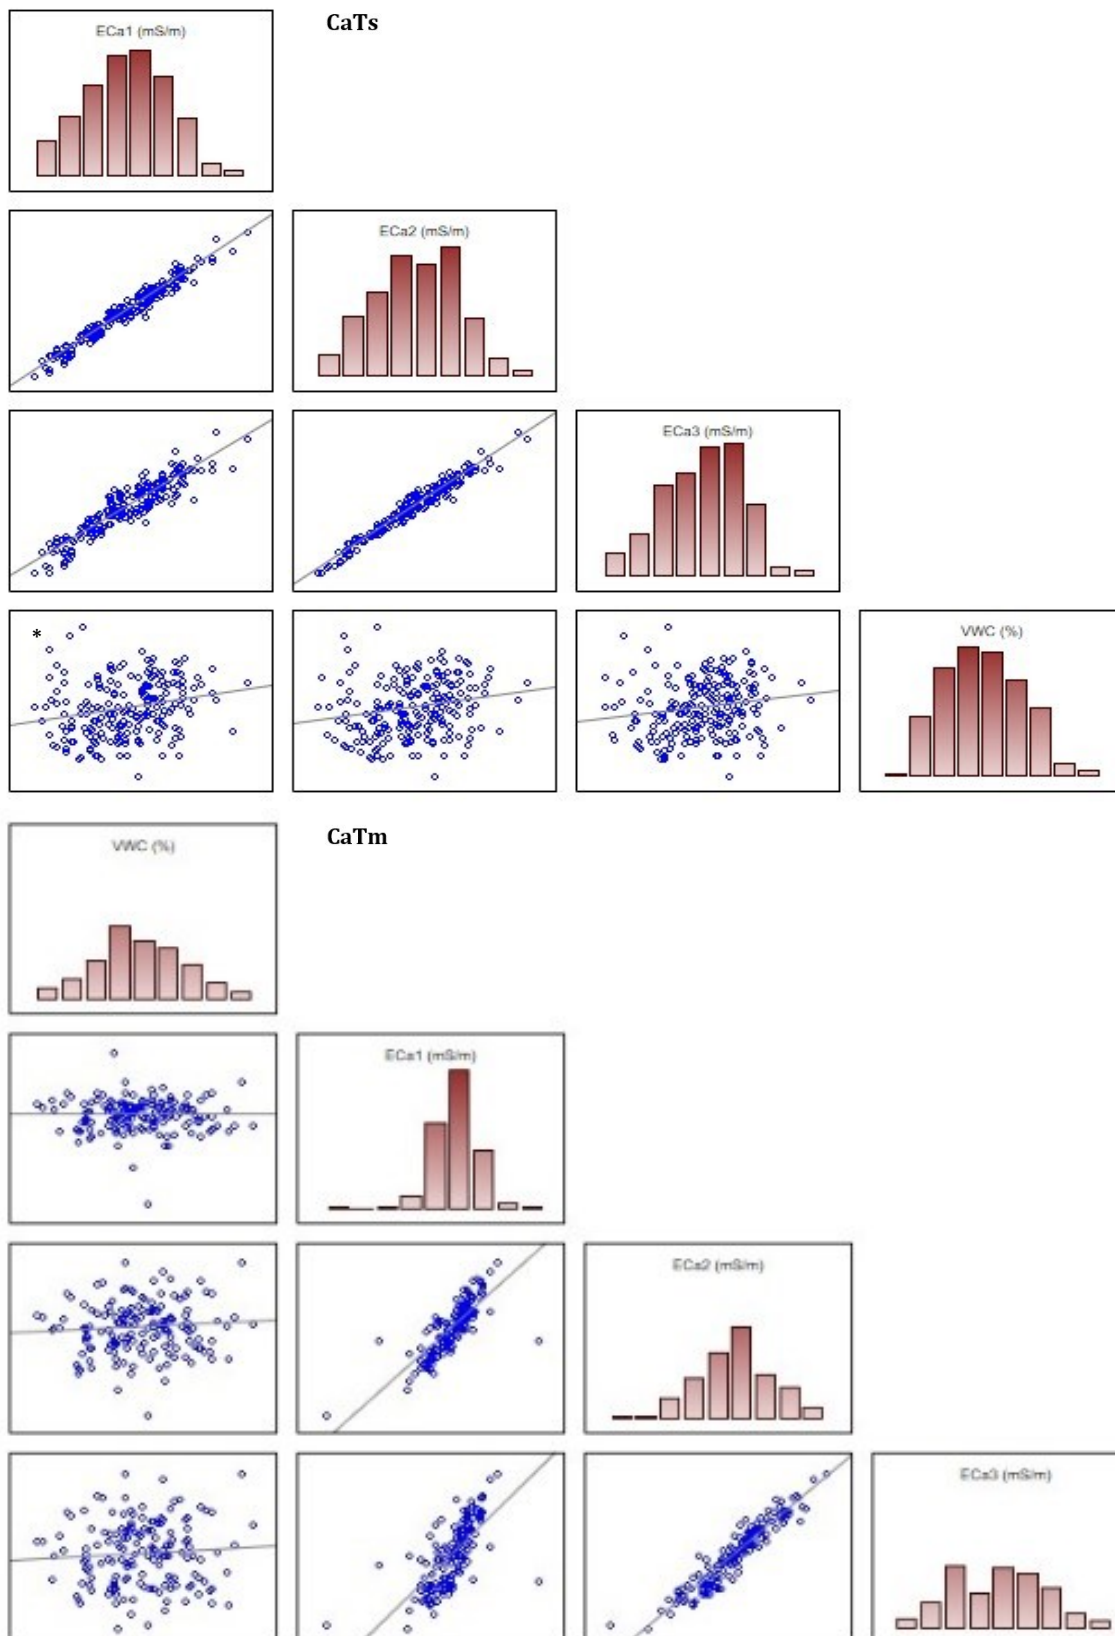 ECa1 (mS/m)
CaTs
ECa2 (mS/m)
ECa3 (mS/m)
*
VWC (%)
VWC (%)
CaTm
ECa1 (mS/m)
ECa2 (mS/m)
ECa3 (mS/m)